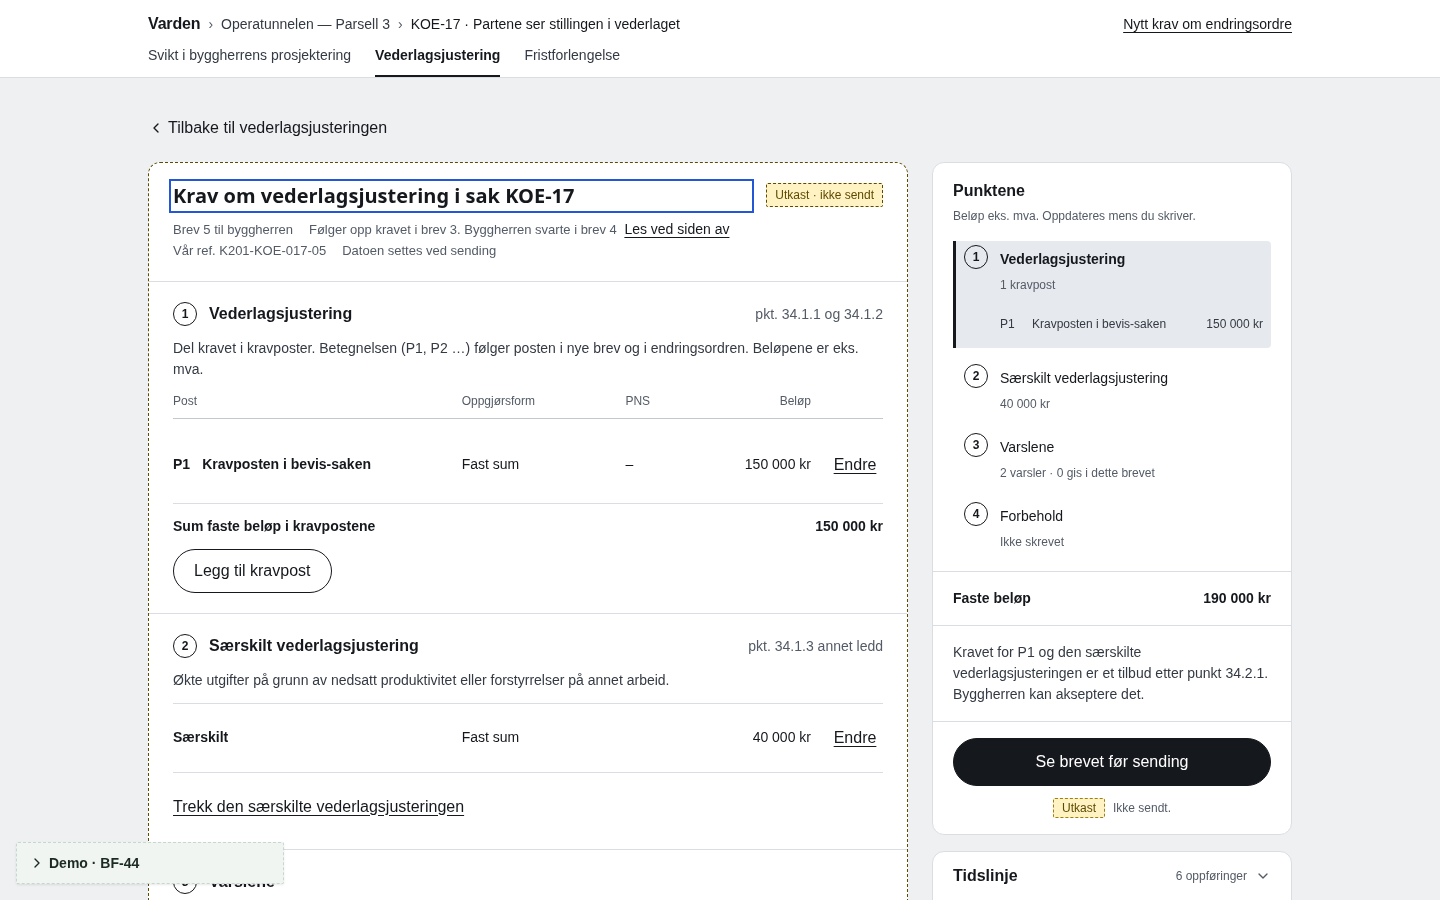 Varden › Operatunnelen — Parsell 3 › KOE-17 · Partene ser stillingen i vederlaget
Nytt krav om endringsordre
Svikt i byggherrens prosjektering
Vederlagsjustering
Fristforlengelse
Tilbake til vederlagsjusteringen
Krav om vederlagsjustering i sak KOE-17
Utkast · ikke sendt
Brev 5 til byggherren
Følger opp kravet i brev 3. Byggherren svarte i brev 4 Les ved siden av
Vår ref. K201-KOE-017-05
Datoen settes ved sending
1 Vederlagsjustering
pkt. 34.1.1 og 34.1.2
Del kravet i kravposter. Betegnelsen (P1, P2 …) følger posten i nye brev og i endringsordren. Beløpene er eks.
mva.
Post Oppgjørsform PNS Beløp
P1 Kravposten i bevis-saken Fast sum – 150 000 kr Endre
Sum faste beløp i kravpostene 150 000 kr
Legg til kravpost
2 Særskilt vederlagsjustering
pkt. 34.1.3 annet ledd
Økte utgifter på grunn av nedsatt produktivitet eller forstyrrelser på annet arbeid.
Særskilt Fast sum 40 000 kr Endre
Trekk den særskilte vederlagsjusteringen
Demo · BF-44
Punktene
Beløp eks. mva. Oppdateres mens du skriver.
1 Vederlagsjustering
1 kravpost
P1 Kravposten i bevis-saken 150 000 kr
2 Særskilt vederlagsjustering
40 000 kr
3 Varslene
2 varsler · 0 gis i dette brevet
4 Forbehold
Ikke skrevet
Faste beløp 190 000 kr
Kravet for P1 og den særskilte
vederlagsjusteringen er et tilbud etter punkt 34.2.1.
Byggherren kan akseptere det.
Se brevet før sending
Utkast Ikke sendt.
Tidslinje
6 oppføringer